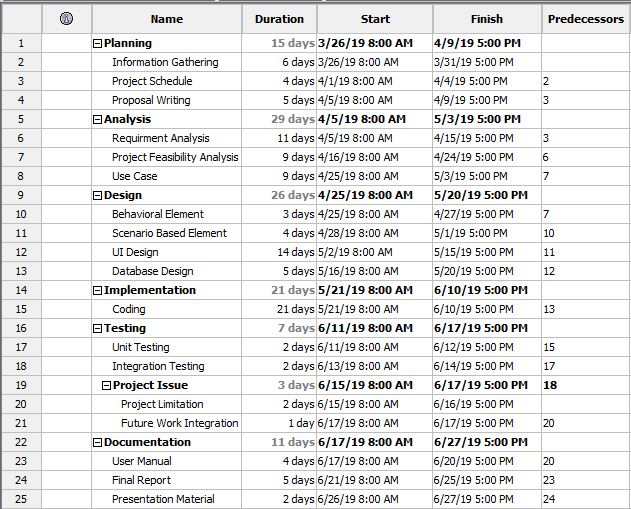 Name Duration Start Finish Predecessors
1 Planning 15 days 3/26/19 8:00 AM 4/9/19 5:00 PM
2 Information Gathering 6 days 3/26/19 8:00 AM 3/31/19 5:00 PM
3 Project Schedule 4 days 4/1/19 8:00 AM 4/4/19 5:00 PM 2
4 Proposal Writing 5 days 4/5/19 8:00 AM 4/9/19 5:00 PM 3
5 Analysis 29 days 4/5/19 8:00 AM 5/3/19 5:00 PM
6 Requirment Analysis 11 days 4/5/19 8:00 AM 4/15/19 5:00 PM 3
7 Project Feasibility Analysis 9 days 4/16/19 8:00 AM 4/24/19 5:00 PM 6
8 Use Case 9 days 4/25/19 8:00 AM 5/3/19 5:00 PM 7
9 Design 26 days 4/25/19 8:00 AM 5/20/19 5:00 PM
10 Behavioral Element 3 days 4/25/19 8:00 AM 4/27/19 5:00 PM 7
11 Scenario Based Element 4 days 4/28/19 8:00 AM 5/1/19 5:00 PM 10
12 UI Design 14 days 5/2/19 8:00 AM 5/15/19 5:00 PM 11
13 Database Design 5 days 5/16/19 8:00 AM 5/20/19 5:00 PM 12
14 Implementation 21 days 5/21/19 8:00 AM 6/10/19 5:00 PM
15 Coding 21 days 5/21/19 8:00 AM 6/10/19 5:00 PM 13
16 Testing 7 days 6/11/19 8:00 AM 6/17/19 5:00 PM
17 Unit Testing 2 days 6/11/19 8:00 AM 6/12/19 5:00 PM 15
18 Integration Testing 2 days 6/13/19 8:00 AM 6/14/19 5:00 PM 17
19 Project Issue 3 days 6/15/19 8:00 AM 6/17/19 5:00 PM 18
20 Project Limitation 2 days 6/15/19 8:00 AM 6/16/19 5:00 PM
21 Future Work Integration 1 day 6/17/19 8:00 AM 6/17/19 5:00 PM 20
22 Documentation 11 days 6/17/19 8:00 AM 6/27/19 5:00 PM
23 User Manual 4 days 6/17/19 8:00 AM 6/20/19 5:00 PM 20
24 Final Report 5 days 6/21/19 8:00 AM 6/25/19 5:00 PM 23
25 Presentation Material 2 days 6/26/19 8:00 AM 6/27/19 5:00 PM 24